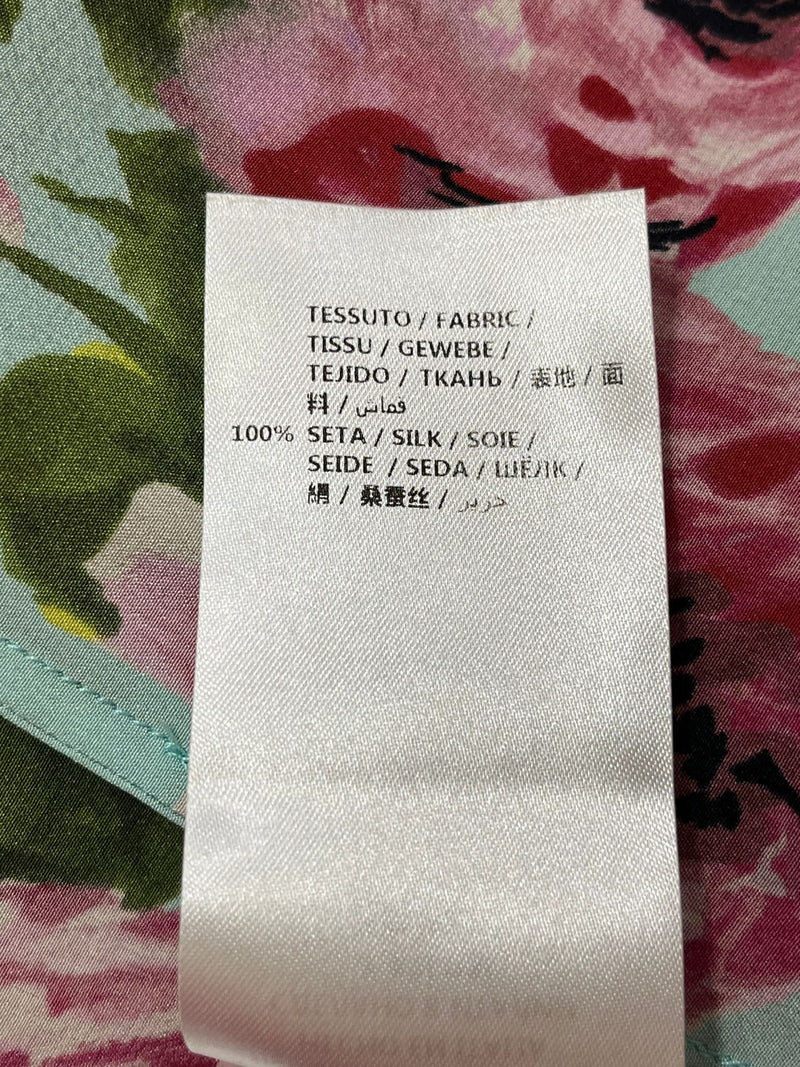 TESSUTO / FABRIC /
TISSU / GEWEBE /
TEJIDO / ТКАНЬ / 表地 / 面
料 / قماش
100% SETA / SILK / SOIE /
SEIDE / SEDA / ШЁЛК /
絹 / 桑蚕丝 / حرير